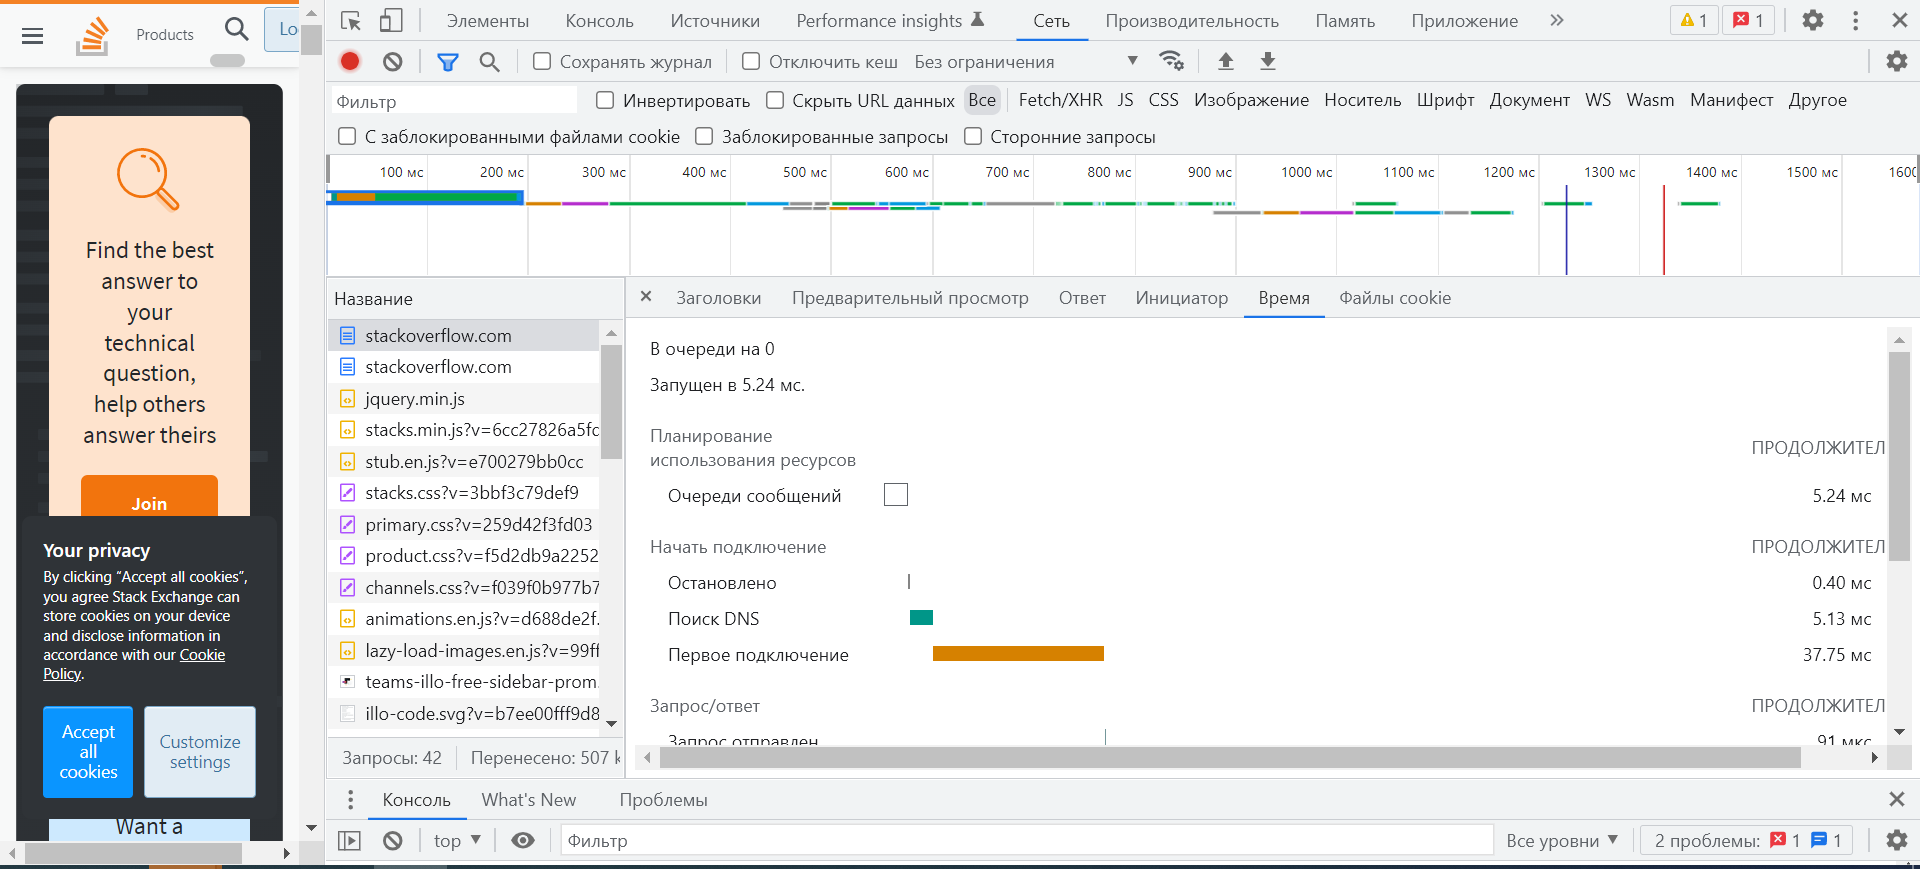 Products
Lo
Find the best
answer to
your
technical
question,
help others
answer theirs
Join
Your privacy
By clicking “Accept all cookies”,
you agree Stack Exchange can
store cookies on your device
and disclose information in
accordance with our Cookie
Policy.
Accept
all
cookies
Customize
settings
Want a
Элементы Консоль Источники Performance insights Сеть Производительность Память Приложение » 1 1
Сохранять журнал Отключить кеш Без ограничения
Фильтр Инвертировать Скрыть URL данных Все Fetch/XHR JS CSS Изображение Носитель Шрифт Документ WS Wasm Манифест Другое
С заблокированными файлами cookie Заблокированные запросы Сторонние запросы
100 мс 200 мс 300 мс 400 мс 500 мс 600 мс 700 мс 800 мс 900 мс 1000 мс 1100 мс 1200 мс 1300 мс 1400 мс 1500 мс 1600
Название
stackoverflow.com
stackoverflow.com
jquery.min.js
stacks.min.js?v=6cc27826a5fc
stub.en.js?v=e700279bb0cc
stacks.css?v=3bbf3c79def9
primary.css?v=259d42f3fd03
product.css?v=f5d2db9a2252
channels.css?v=f039f0b977b7
animations.en.js?v=d688de2f.
lazy-load-images.en.js?v=99ff
teams-illo-free-sidebar-prom.
illo-code.svg?v=b7ee00fff9d8
Запросы: 42 Перенесено: 507 k
Заголовки Предварительный просмотр Ответ Инициатор Время Файлы cookie
В очереди на 0
Запущен в 5.24 мс.
Планирование
использования ресурсов ПРОДОЛЖИТЕЛ
Очереди сообщений 5.24 мс
Начать подключение ПРОДОЛЖИТЕЛ
Остановлено 0.40 мс
Поиск DNS 5.13 мс
Первое подключение 37.75 мс
Запрос/ответ ПРОДОЛЖИТЕЛ
Запрос отправлен 91 мкс
Консоль What's New Проблемы
top Фильтр Все уровни 2 проблемы: 1 1